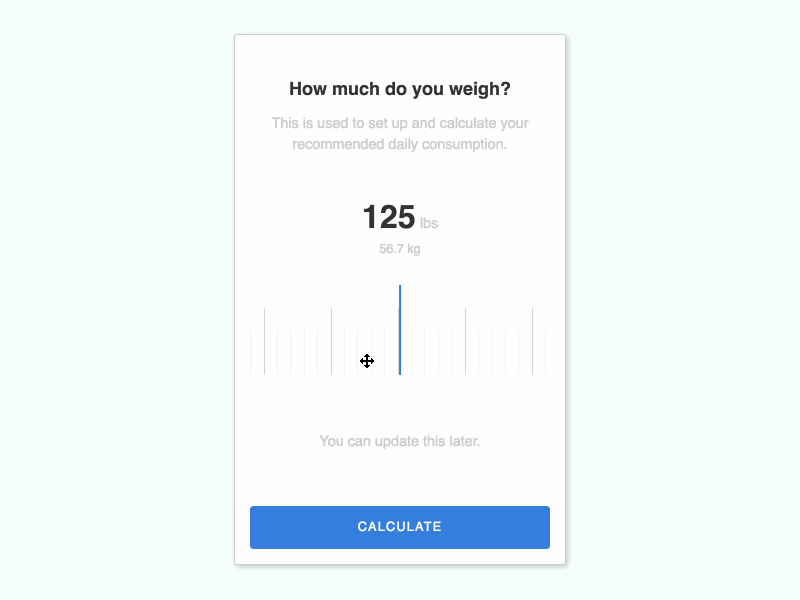 How much do you weigh?
This is used to set up and calculate your
recommended daily consumption.
125 lbs
56.7 kg
You can update this later.
CALCULATE